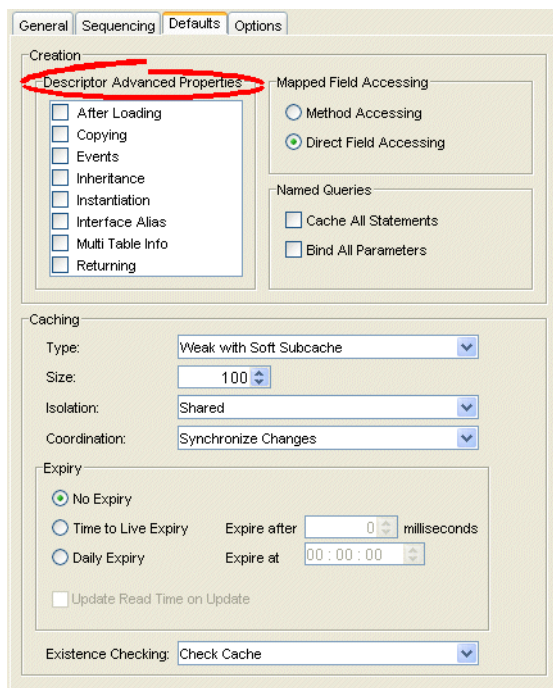 General Sequencing Defaults Options
Creation
Descriptor Advanced Properties
After Loading
Copying
Events
Inheritance
Instantiation
Interface Alias
Multi Table Info
Returning
Mapped Field Accessing
Method Accessing
Direct Field Accessing
Named Queries
Cache All Statements
Bind All Parameters
Caching
Type: Weak with Soft Subcache
Size: 100
Isolation: Shared
Coordination: Synchronize Changes
Expiry
No Expiry
Time to Live Expiry Expire after 0 milliseconds
Daily Expiry Expire at 00:00:00
Update Read Time on Update
Existence Checking: Check Cache